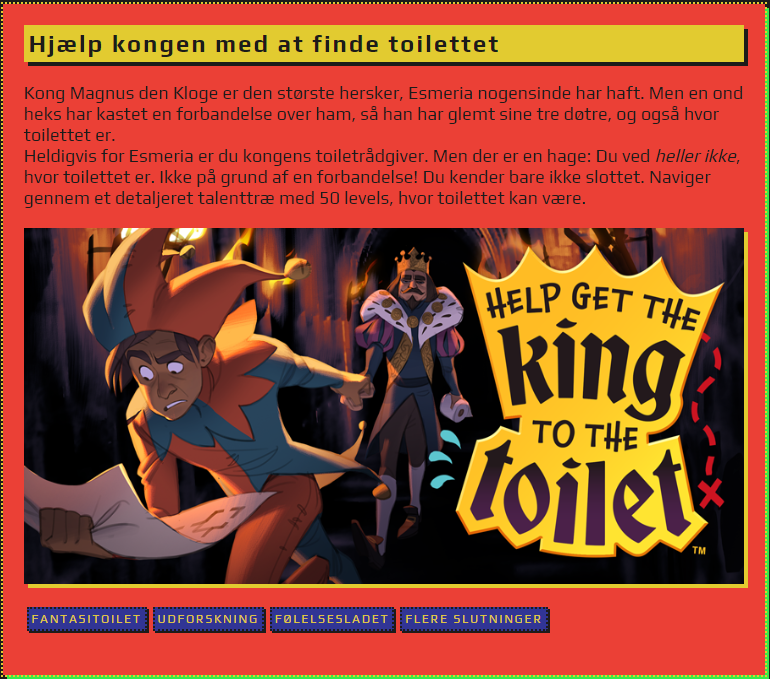 Hjælp kongen med at finde toilettet
Kong Magnus den Kloge er den største hersker, Esmeria nogensinde har haft. Men en ond
heks har kastet en forbandelse over ham, så han har glemt sine tre døtre, og også hvor
toilettet er.
Heldigvis for Esmeria er du kongens toiletrådgiver. Men der er en hage: Du ved heller ikke,
hvor toilettet er. Ikke på grund af en forbandelse! Du kender bare ikke slottet. Naviger
gennem et detaljeret talenttræ med 50 levels, hvor toilettet kan være.
HELP GET THE
king
TO THE
toilet
TM
FANTASITOILET UDFORSKNING FØLELSESLADET FLERE SLUTNINGER